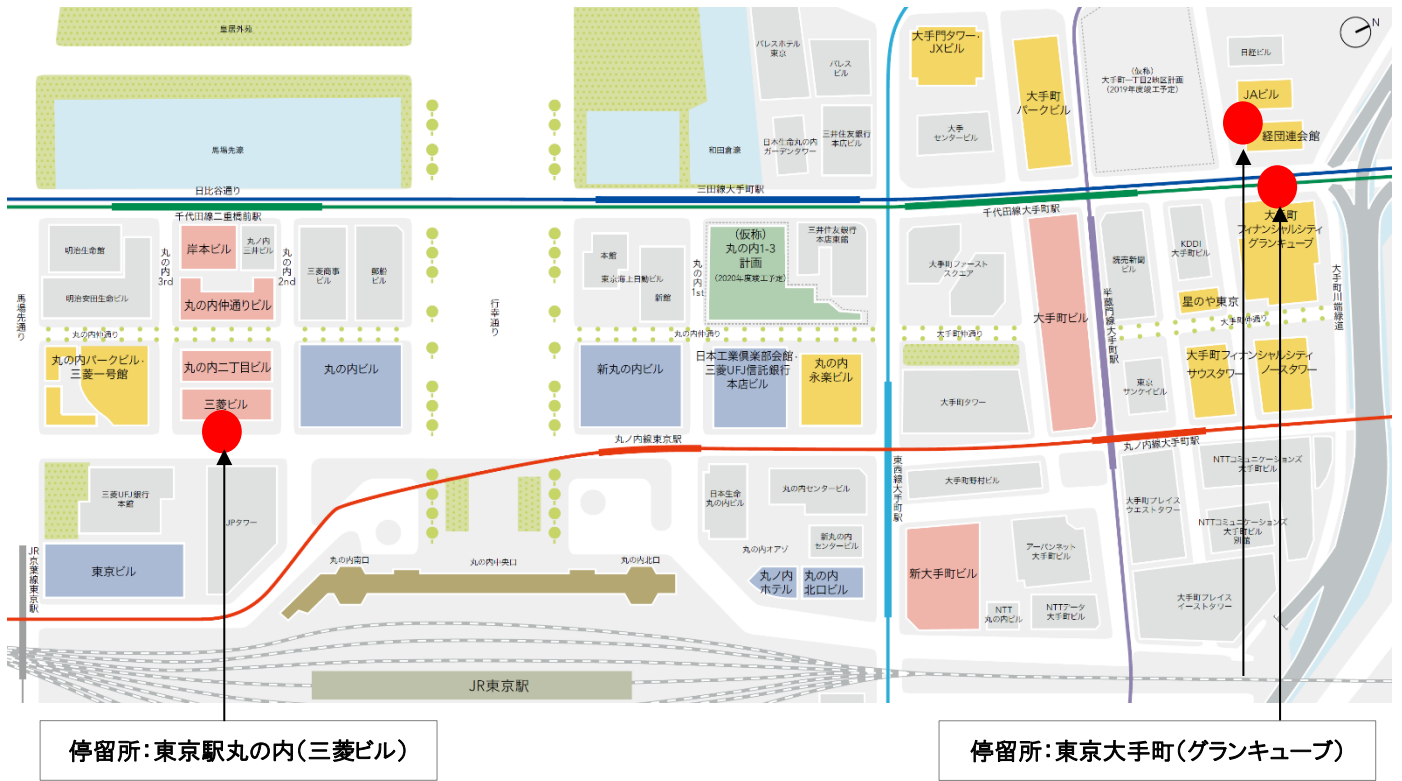 皇居外苑
N
パレスホテル
東京
パレス
ビル
大手門タワー・
JXビル
大手町
パークビル
(仮称)
大手町一丁目2地区計画
(2019年度竣工予定)
日経ビル
JAビル
経団連会館
大手
センタービル
馬場先濠
和田倉濠
日本生命丸の内
ガーデンタワー
三井住友銀行
本店ビル
日比谷通り
三田線大手町駅
千代田線二重橋前駅
千代田線大手町駅
馬場先通り
明治生命館
明治安田生命ビル
丸の内
3rd
岸本ビル
丸ノ内
三井ビル
丸の内仲通りビル
丸の内
2nd
三菱商事
ビル
郵船
ビル
行幸通り
本館
東京海上日動ビル
新館
丸の内
1st
(仮称)
丸の内1-3
計画
(2020年度竣工予定)
三井住友銀行
本店東館
大手町ファースト
スクエア
大手町ビル
読売新聞
ビル
半蔵門線大手町駅
KDDI
大手町ビル
星のや東京
大手町
フィナンシャルシティ
グランキューブ
大手町川端緑道
丸の内仲通り
丸の内仲通り
大手町仲通り
大手町仲通り
丸の内パークビル・
三菱一号館
丸の内二丁目ビル
三菱ビル
丸の内ビル
新丸の内ビル
日本工業倶楽部会館・
三菱UFJ信託銀行
本店ビル
丸の内
永楽ビル
大手町タワー
東京
サンケイビル
大手町フィナンシャルシティ
サウスタワー
ノースタワー
丸ノ内線東京駅
丸ノ内線大手町駅
東西線大手町駅
三菱UFJ銀行
本館
JPタワー
東京ビル
JR京葉線東京駅
丸の内南口
丸の内中央口
丸の内北口
日本生命
丸の内ビル
丸の内センタービル
新丸の内
センタービル
丸の内オアゾ
丸ノ内
ホテル
丸の内
北口ビル
大手町野村ビル
新大手町ビル
アーバンネット
大手町ビル
NTT
丸の内ビル
NTTデータ
大手町ビル
大手町プレイス
ウエストタワー
NTTコミュニケーションズ
大手町ビル
NTTコミュニケーションズ
大手町ビル
別館
大手町プレイス
イーストタワー
JR東京駅
停留所：東京駅丸の内(三菱ビル)
停留所：東京大手町(グランキューブ)